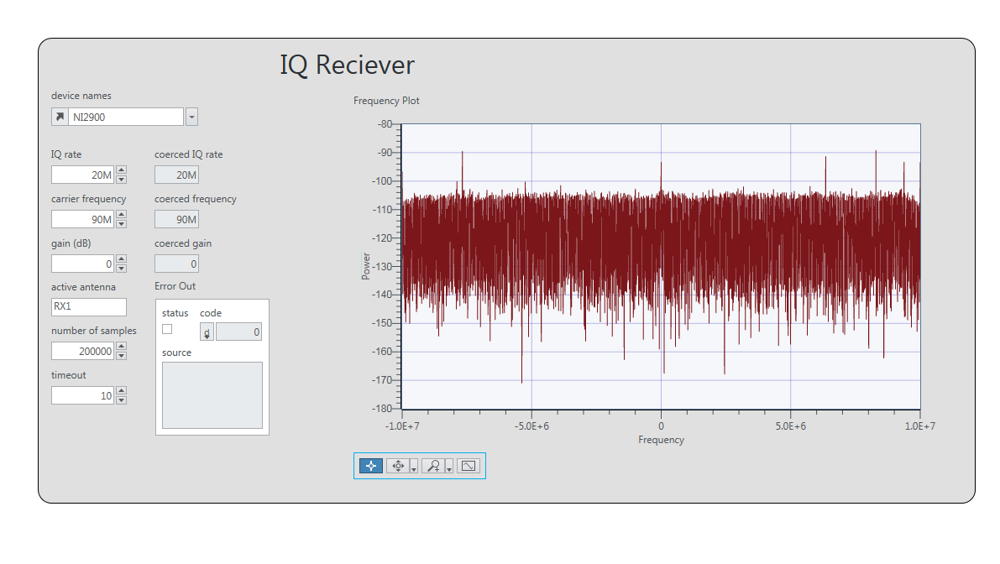 IQ Reciever
device names
NI2900
IQ rate
20M
coerced IQ rate
20M
carrier frequency
90M
coerced frequency
90M
gain (dB)
0
coerced gain
0
active antenna
RX1
number of samples
200000
timeout
10
Error Out
status
code
d
0
source
Frequency Plot
Power
-80
-90
-100
-110
-120
-130
-140
-150
-160
-170
-180
-1.0E+7
-5.0E+6
0
5.0E+6
1.0E+7
Frequency